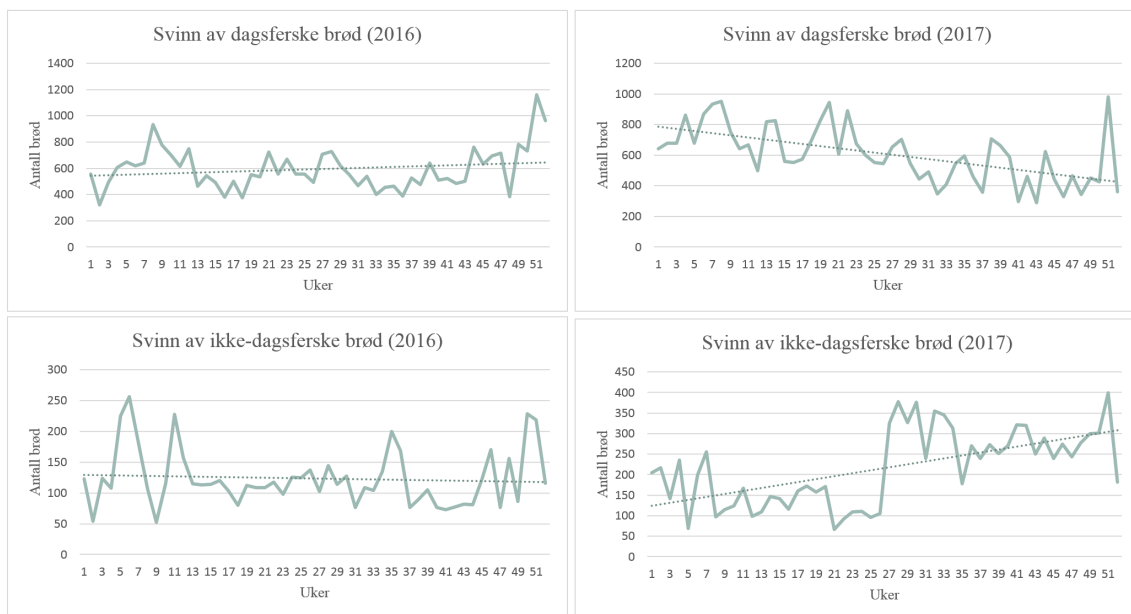 Svinn av dagsferske brød (2016)
Antall brød
1400
1200
1000
800
600
400
200
0
1 3 5 7 9 11 13 15 17 19 21 23 25 27 29 31 33 35 37 39 41 43 45 47 49 51
Uker
Svinn av dagsferske brød (2017)
Antall brød
1200
1000
800
600
400
200
0
1 3 5 7 9 11 13 15 17 19 21 23 25 27 29 31 33 35 37 39 41 43 45 47 49 51
Uker
Svinn av ikke-dagsferske brød (2016)
Antall brød
300
250
200
150
100
50
0
1 3 5 7 9 11 13 15 17 19 21 23 25 27 29 31 33 35 37 39 41 43 45 47 49 51
Uker
Svinn av ikke-dagsferske brød (2017)
Antall brød
450
400
350
300
250
200
150
100
50
0
1 3 5 7 9 11 13 15 17 19 21 23 25 27 29 31 33 35 37 39 41 43 45 47 49 51
Uker